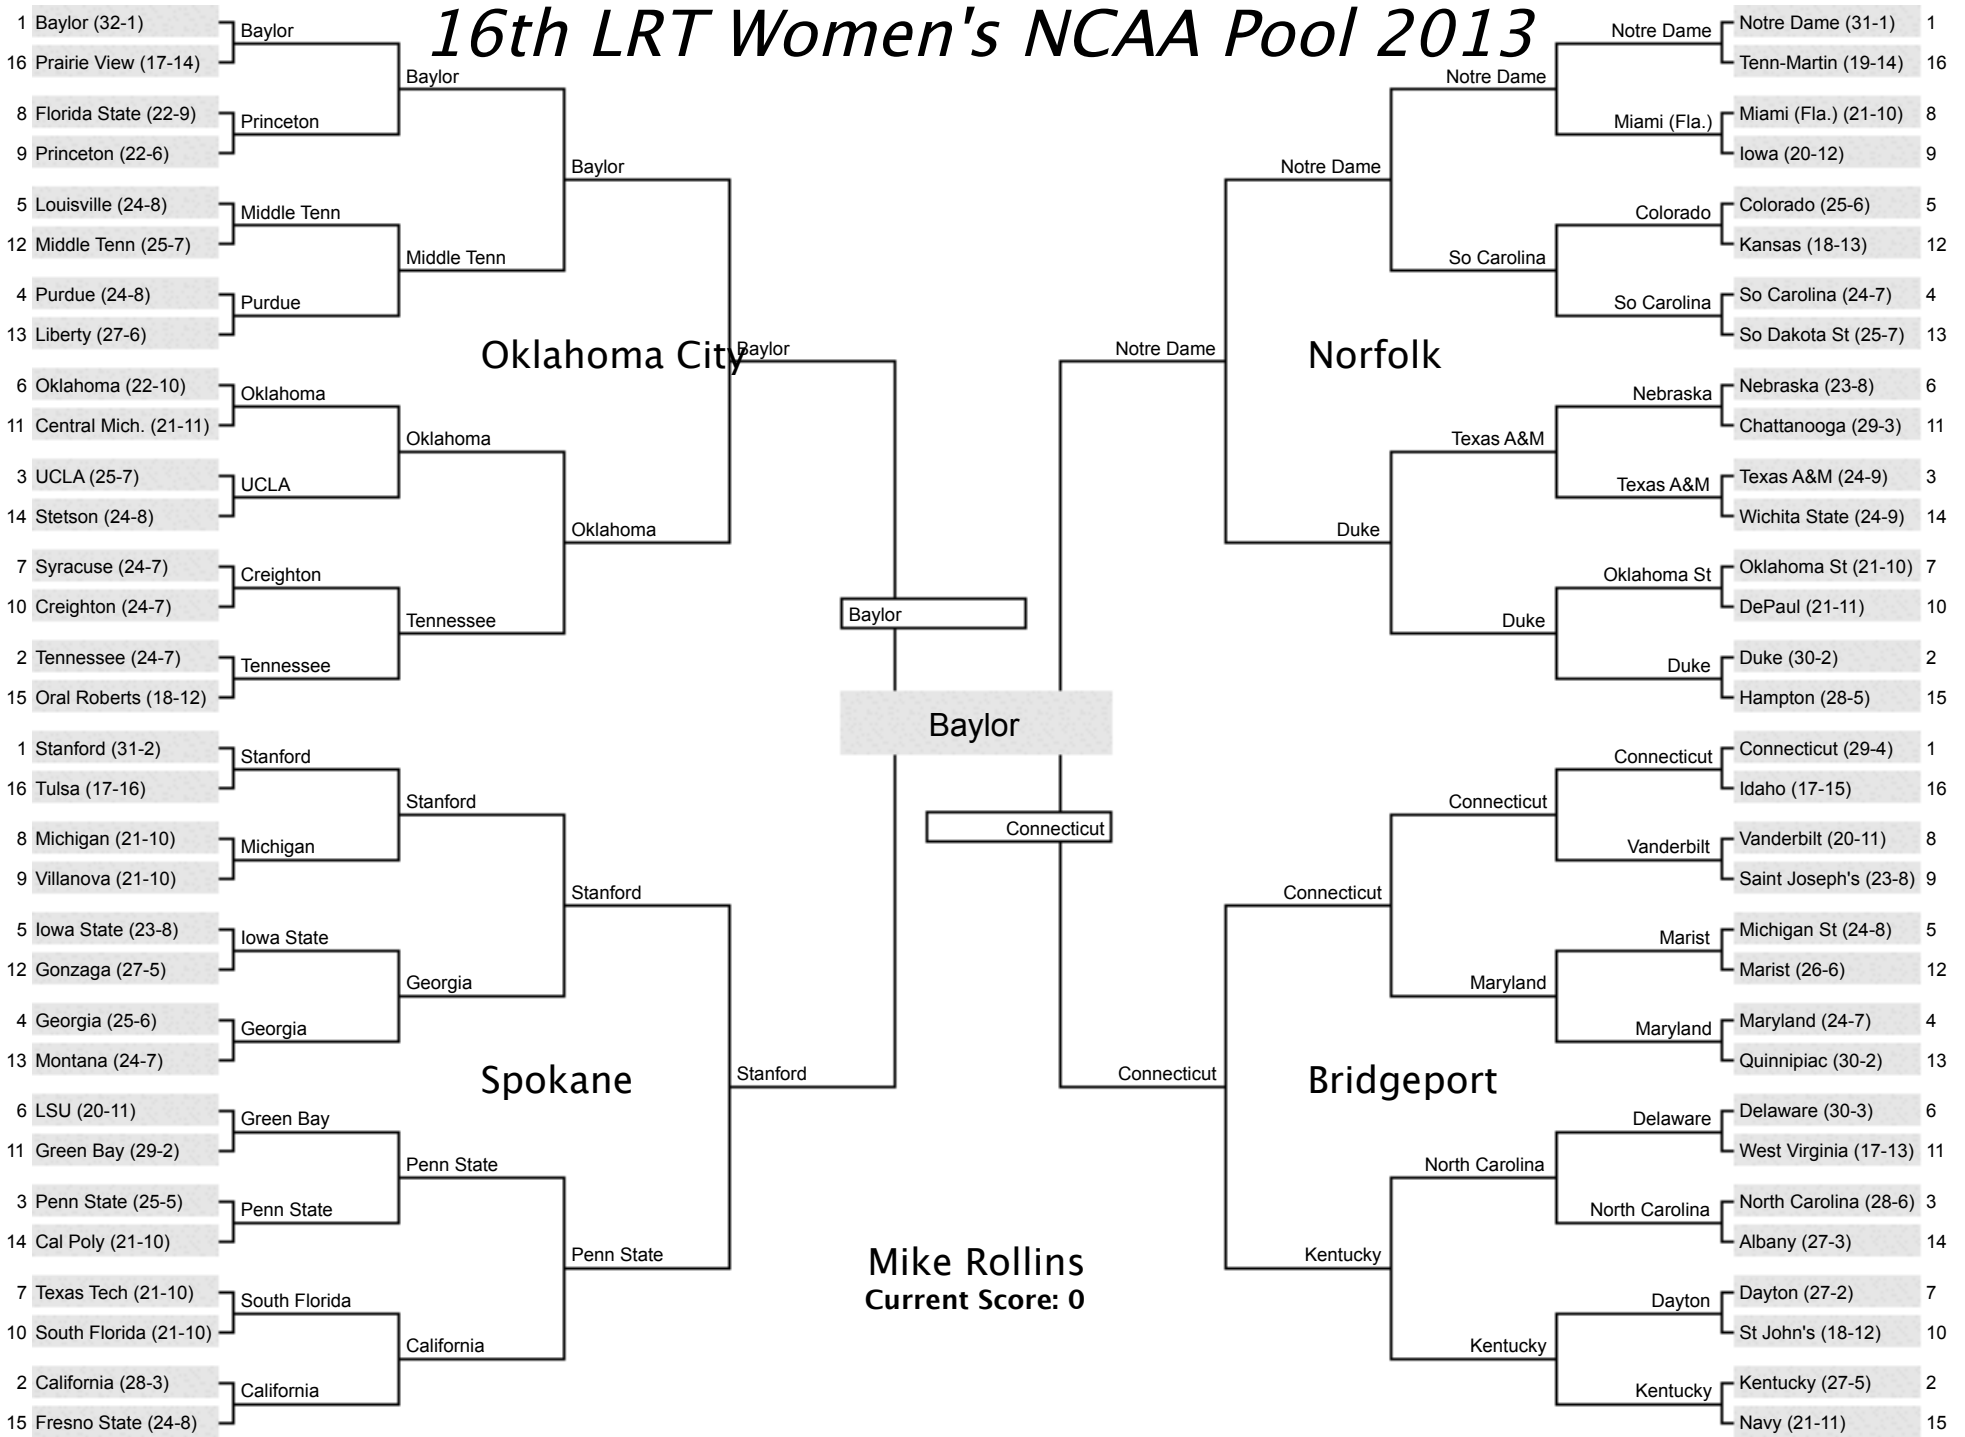 16th LRT Women's NCAA Pool 2013
1 Baylor (32-1)
16 Prairie View (17-14)
8 Florida State (22-9)
9 Princeton (22-6)
5 Louisville (24-8)
12 Middle Tenn (25-7)
4 Purdue (24-8)
13 Liberty (27-6)
6 Oklahoma (22-10)
11 Central Mich. (21-11)
3 UCLA (25-7)
14 Stetson (24-8)
7 Syracuse (24-7)
10 Creighton (24-7)
2 Tennessee (24-7)
15 Oral Roberts (18-12)
1 Stanford (31-2)
16 Tulsa (17-16)
8 Michigan (21-10)
9 Villanova (21-10)
5 Iowa State (23-8)
12 Gonzaga (27-5)
4 Georgia (25-6)
13 Montana (24-7)
6 LSU (20-11)
11 Green Bay (29-2)
3 Penn State (25-5)
14 Cal Poly (21-10)
7 Texas Tech (21-10)
10 South Florida (21-10)
2 California (28-3)
15 Fresno State (24-8)
Baylor
Princeton
Middle Tenn
Purdue
Oklahoma
UCLA
Creighton
Tennessee
Stanford
Michigan
Iowa State
Georgia
Green Bay
Penn State
South Florida
California
Baylor
Middle Tenn
Oklahoma
Tennessee
Stanford
Georgia
Penn State
California
Baylor
Oklahoma
Stanford
Penn State
Oklahoma City
Spokane
Baylor
Stanford
Baylor
Baylor
Connecticut
Mike Rollins
Current Score: 0
Notre Dame
Connecticut
Norfolk
Bridgeport
Notre Dame
Duke
Connecticut
Kentucky
Notre Dame
So Carolina
Texas A&M
Duke
Connecticut
Maryland
North Carolina
Kentucky
Notre Dame
Miami (Fla.)
Colorado
So Carolina
Nebraska
Texas A&M
Oklahoma St
Duke
Connecticut
Vanderbilt
Marist
Maryland
Delaware
North Carolina
Dayton
Kentucky
Notre Dame (31-1) 1
Tenn-Martin (19-14) 16
Miami (Fla.) (21-10) 8
Iowa (20-12) 9
Colorado (25-6) 5
Kansas (18-13) 12
So Carolina (24-7) 4
So Dakota St (25-7) 13
Nebraska (23-8) 6
Chattanooga (29-3) 11
Texas A&M (24-9) 3
Wichita State (24-9) 14
Oklahoma St (21-10) 7
DePaul (21-11) 10
Duke (30-2) 2
Hampton (28-5) 15
Connecticut (29-4) 1
Idaho (17-15) 16
Vanderbilt (20-11) 8
Saint Joseph's (23-8) 9
Michigan St (24-8) 5
Marist (26-6) 12
Maryland (24-7) 4
Quinnipiac (30-2) 13
Delaware (30-3) 6
West Virginia (17-13) 11
North Carolina (28-6) 3
Albany (27-3) 14
Dayton (27-2) 7
St John's (18-12) 10
Kentucky (27-5) 2
Navy (21-11) 15